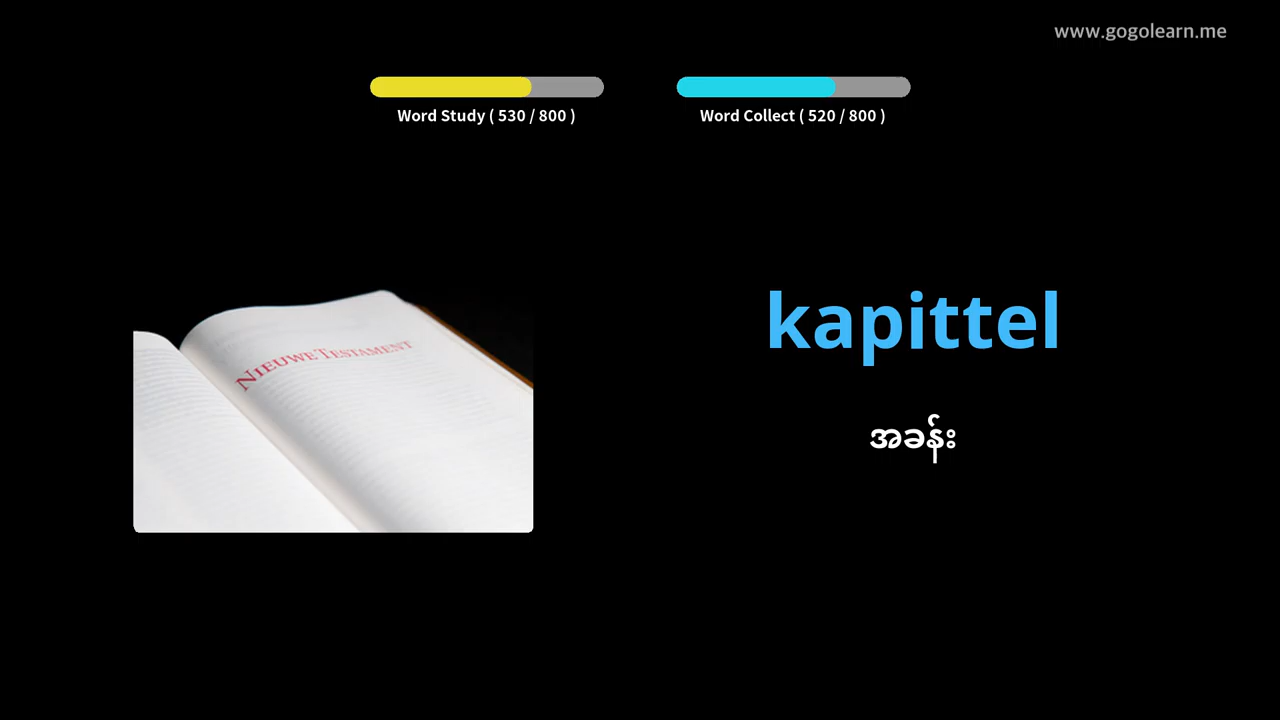 www.gogolearn.me
Word Study ( 530 / 800 )
Word Collect ( 520 / 800 )
NIEUWE TESTAMENT
kapittel
အခန်း